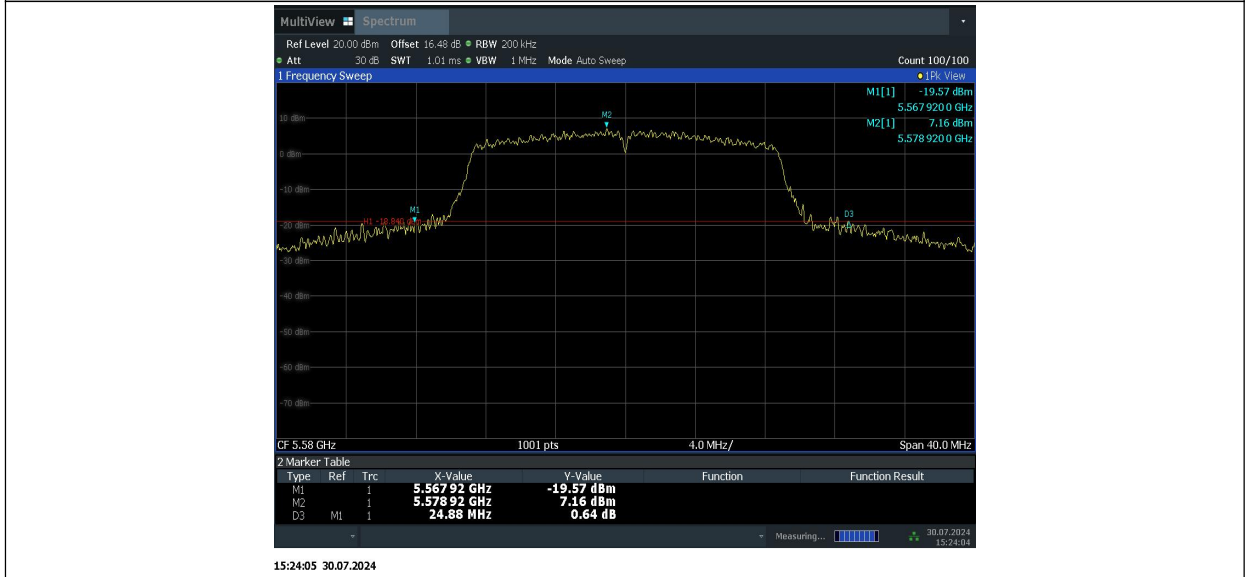 MultiView Spectrum
Ref Level 20.00 dBm Offset 16.48 dB RBW 200 kHz
Att 30 dB SWT 1.01 ms VBW 1 MHz Mode Auto Sweep Count 100/100
1 Frequency Sweep 1Pk View
M1[1] -19.57 dBm
5.567 920 0 GHz
M2[1] 7.16 dBm
5.578 920 0 GHz
M2
10 dBm
0 dBm
-10 dBm
M1
D3
H1 -18.840 dBm
-20 dBm
-30 dBm
-40 dBm
-50 dBm
-60 dBm
-70 dBm
CF 5.58 GHz 1001 pts 4.0 MHz/ Span 40.0 MHz
2 Marker Table
Type Ref Trc X-Value Y-Value Function Function Result
M1 1 5.567 92 GHz -19.57 dBm
M2 1 5.578 92 GHz 7.16 dBm
D3 M1 1 24.88 MHz 0.64 dB
Measuring... 30.07.2024
15:24:04
15:24:05 30.07.2024